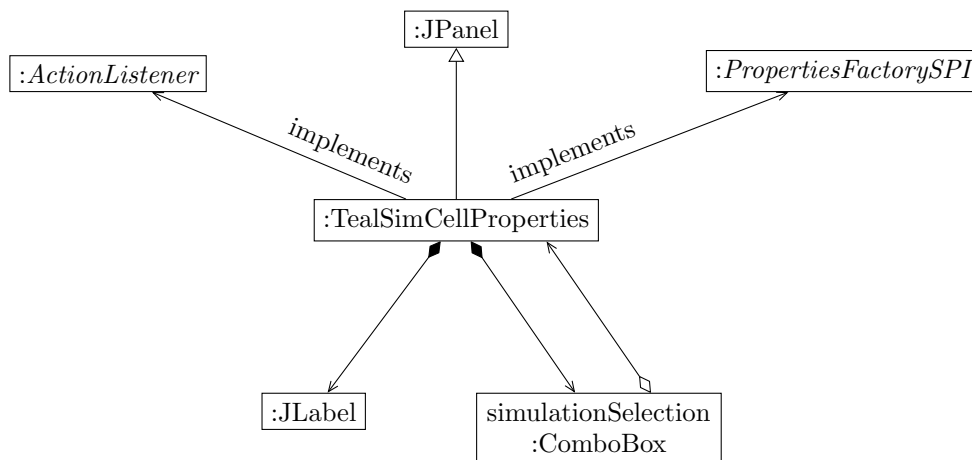 :JPanel
:ActionListener
:PropertiesFactorySPI
implements
implements
:TealSimCellProperties
:JLabel
simulationSelection
:ComboBox